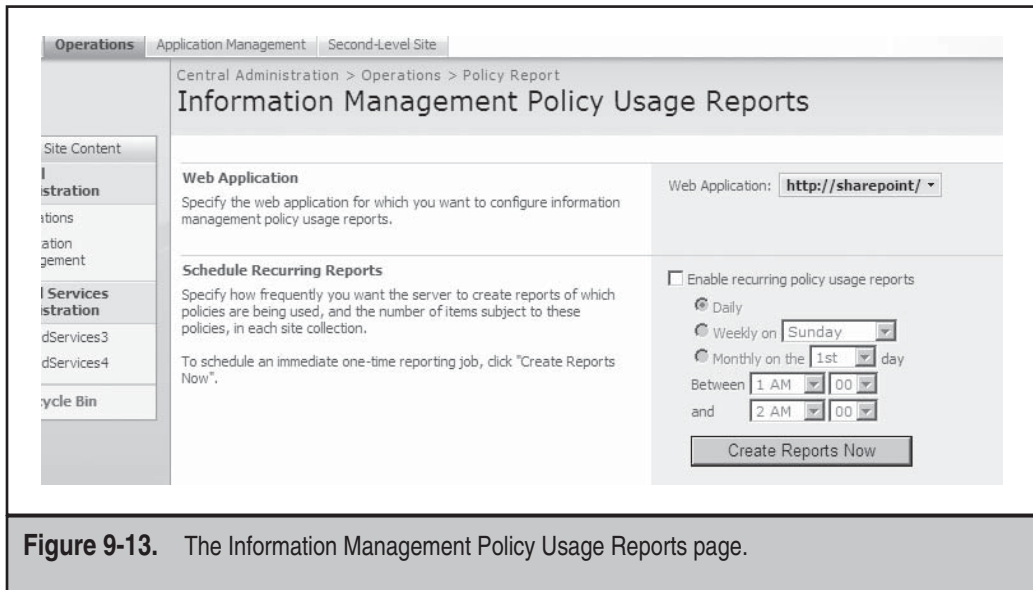 Operations Application Management Second-Level Site
Central Administration > Operations > Policy Report
Information Management Policy Usage Reports
Site Content
l
istration
ations
ation
gement
l Services
istration
dServices3
dServices4
ycle Bin
Web Application
Specify the web application for which you want to configure information
management policy usage reports.
Web Application: http://sharepoint/
Schedule Recurring Reports
Specify how frequently you want the server to create reports of which
policies are being used, and the number of items subject to these
policies, in each site collection.
To schedule an immediate one-time reporting job, click "Create Reports
Now".
Enable recurring policy usage reports
Daily
Weekly on Sunday
Monthly on the 1st day
Between 1 AM 00
and 2 AM 00
Create Reports Now
Figure 9-13. The Information Management Policy Usage Reports page.